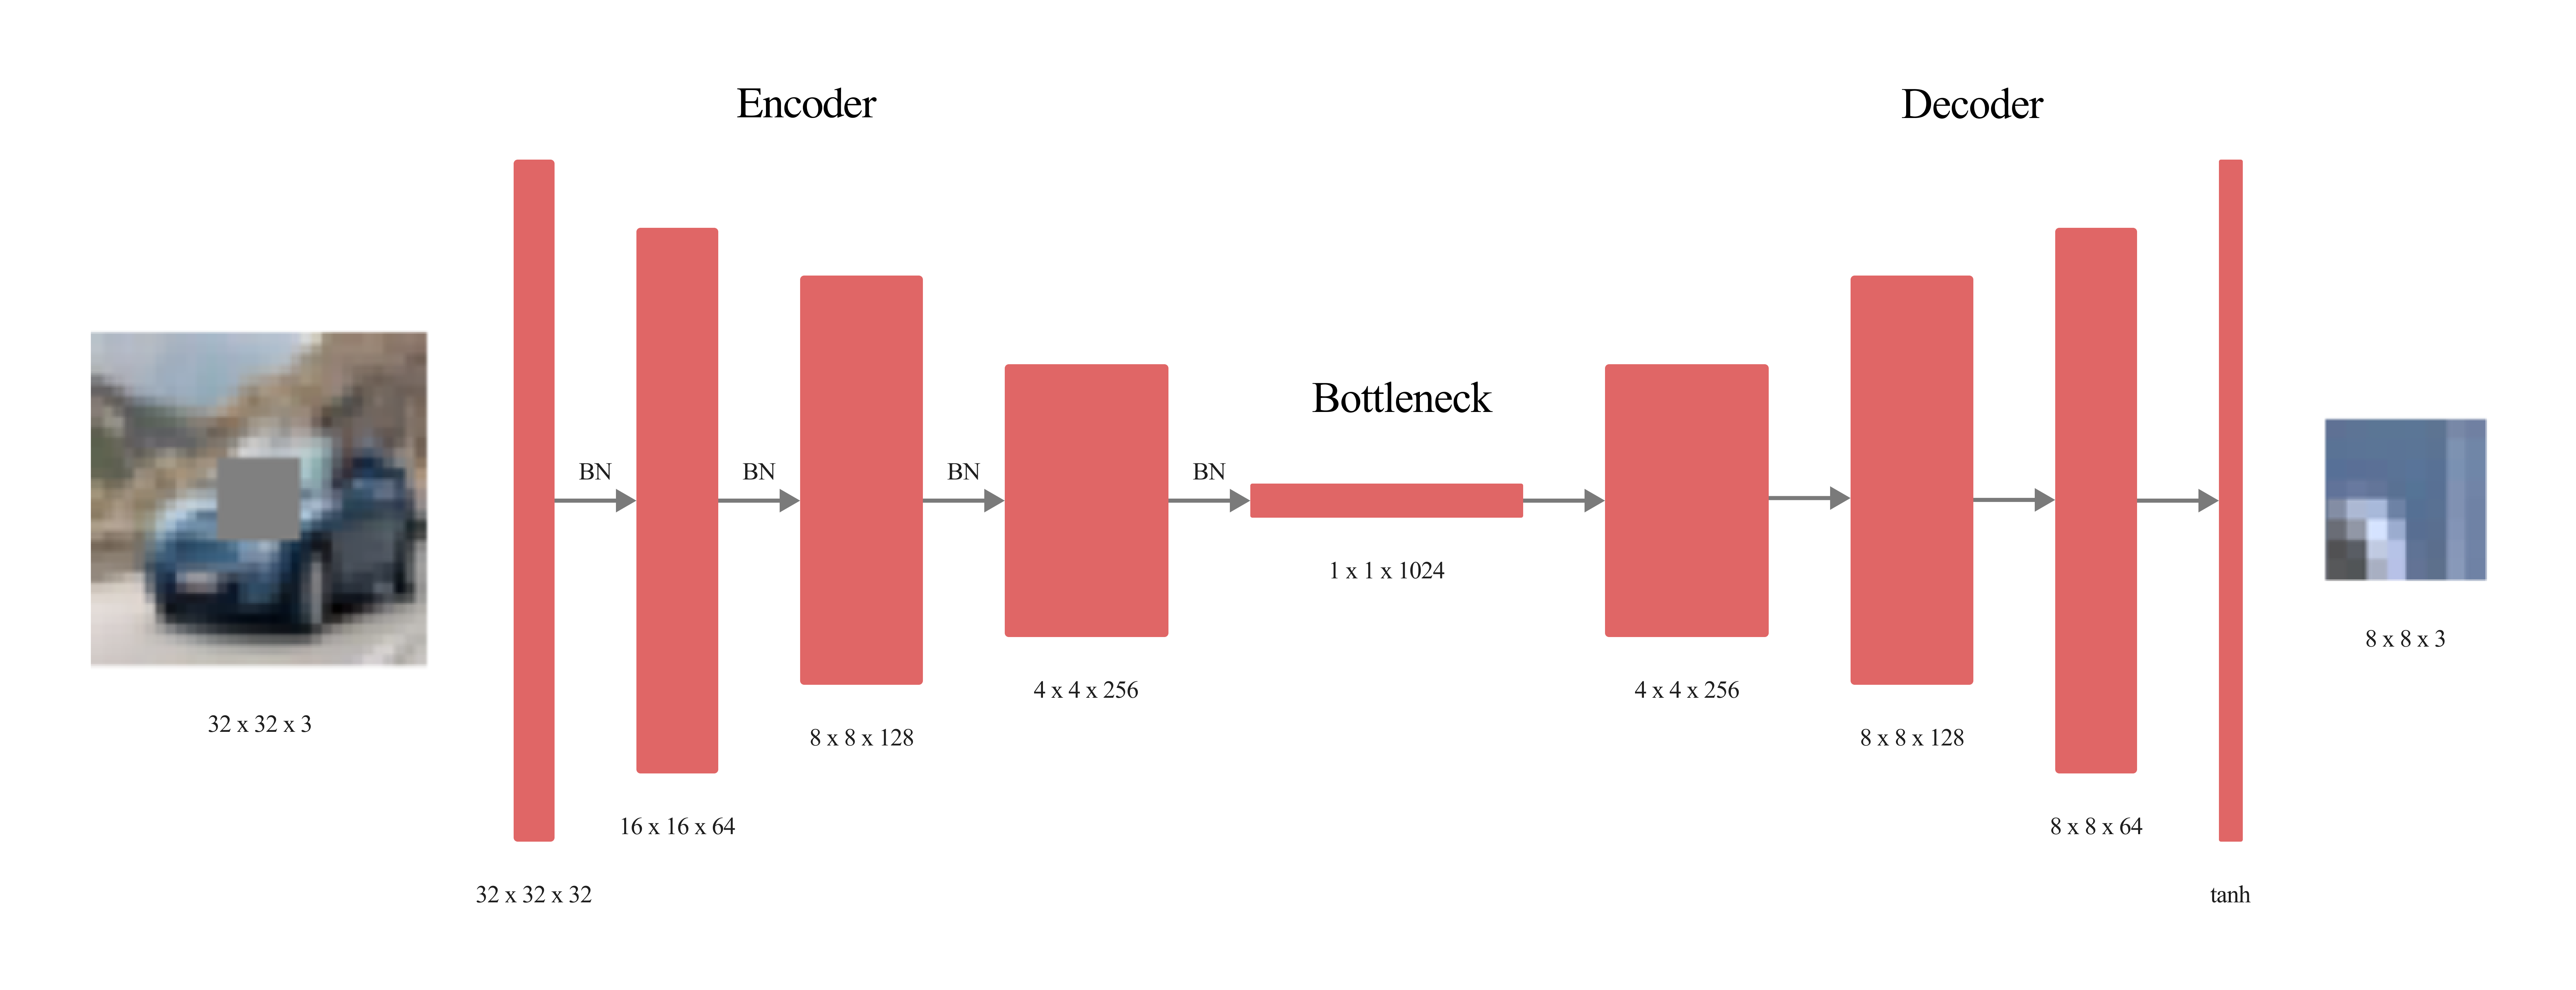 Encoder
Decoder
Bottleneck
BN
BN
BN
BN
1 x 1 x 1024
8 x 8 x 3
4 x 4 x 256
4 x 4 x 256
32 x 32 x 3
8 x 8 x 128
8 x 8 x 128
16 x 16 x 64
8 x 8 x 64
32 x 32 x 32
tanh